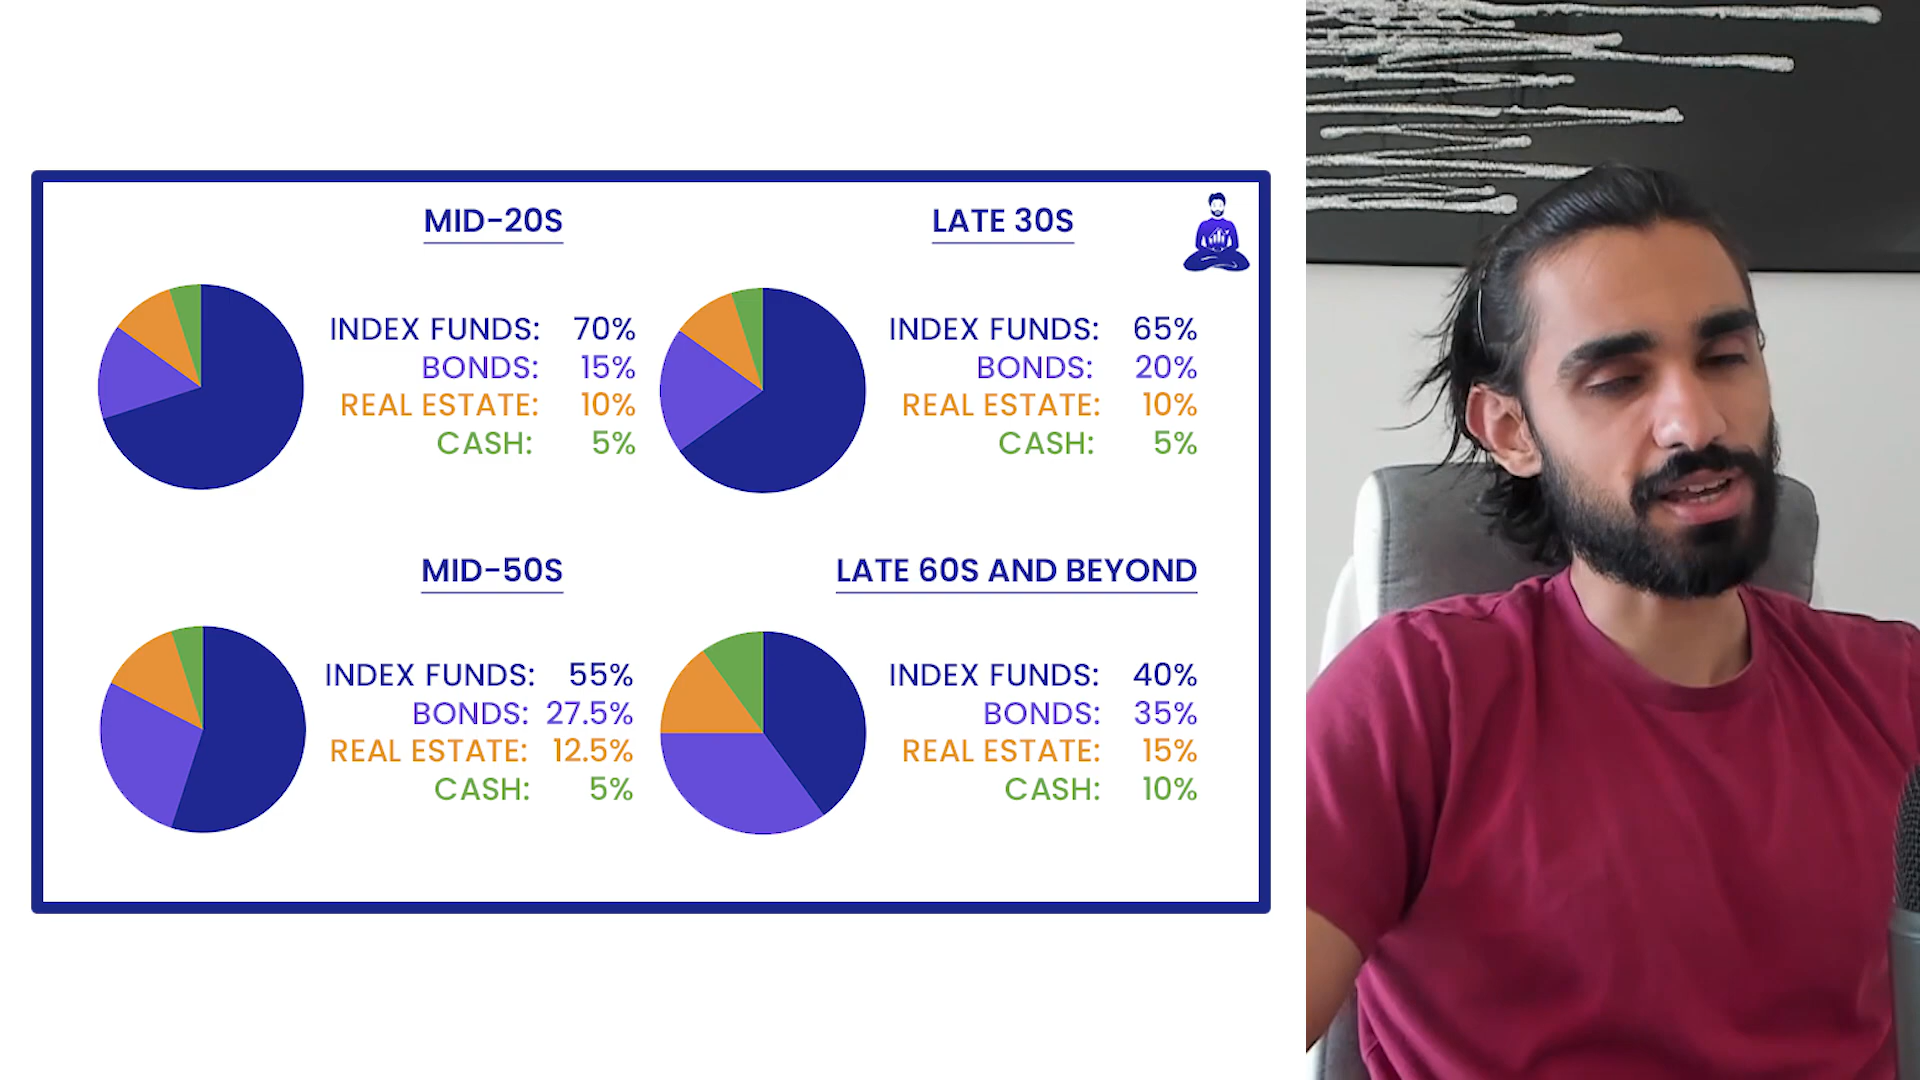 MID-20S
INDEX FUNDS: 70%
BONDS: 15%
REAL ESTATE: 10%
CASH: 5%
LATE 30S
INDEX FUNDS: 65%
BONDS: 20%
REAL ESTATE: 10%
CASH: 5%
MID-50S
INDEX FUNDS: 55%
BONDS: 27.5%
REAL ESTATE: 12.5%
CASH: 5%
LATE 60S AND BEYOND
INDEX FUNDS: 40%
BONDS: 35%
REAL ESTATE: 15%
CASH: 10%